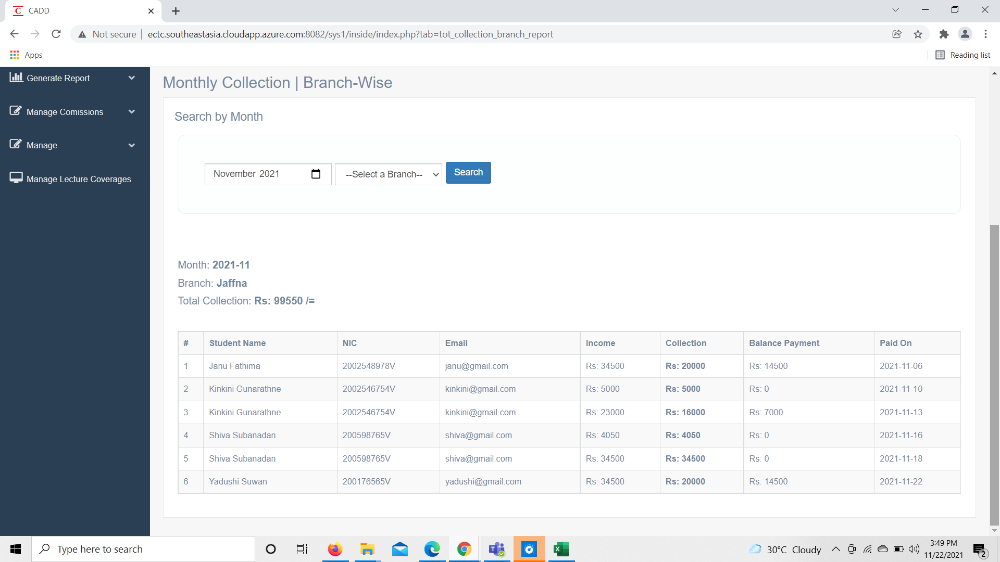 CADD
Not secure
ectc.southeastasia.cloudapp.azure.com:8082/sys1/inside/index.php?tab=tot_collection_branch_report
Apps
Reading list
Generate Report
Manage Comissions
Manage
Manage Lecture Coverages
Monthly Collection | Branch-Wise
Search by Month
November 2021
--Select a Branch--
Search
Month: 2021-11
Branch: Jaffna
Total Collection: Rs: 99550 /=
# Student Name NIC Email Income Collection Balance Payment Paid On
1 Janu Fathima 2002548978V janu@gmail.com Rs: 34500 Rs: 20000 Rs: 14500 2021-11-06
2 Kinkini Gunarathne 2002546754V kinkini@gmail.com Rs: 5000 Rs: 5000 Rs: 0 2021-11-10
3 Kinkini Gunarathne 2002546754V kinkini@gmail.com Rs: 23000 Rs: 16000 Rs: 7000 2021-11-13
4 Shiva Subanadan 200598765V shiva@gmail.com Rs: 4050 Rs: 4050 Rs: 0 2021-11-16
5 Shiva Subanadan 200598765V shiva@gmail.com Rs: 34500 Rs: 34500 Rs: 0 2021-11-18
6 Yadushi Suwan 200176565V yadushi@gmail.com Rs: 34500 Rs: 20000 Rs: 14500 2021-11-22
Type here to search
30°C Cloudy
3:49 PM
11/22/2021
2